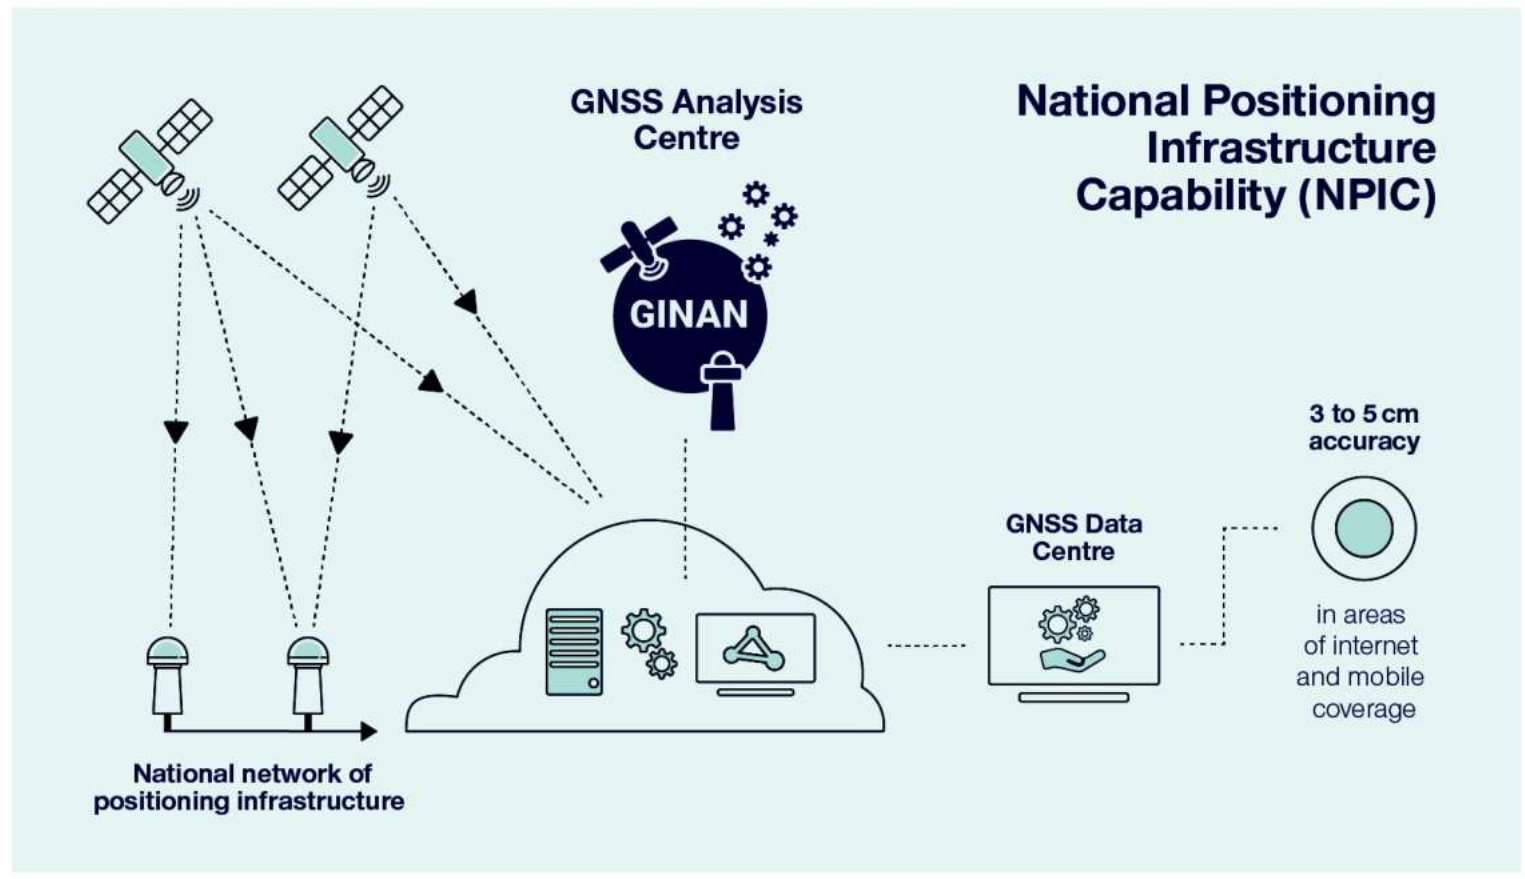 GNSS Analysis
Centre
National Positioning
Infrastructure
Capability (NPIC)
GINAN
3 to 5 cm
accuracy
GNSS Data
Centre
in areas
of internet
and mobile
coverage
National network of
positioning infrastructure